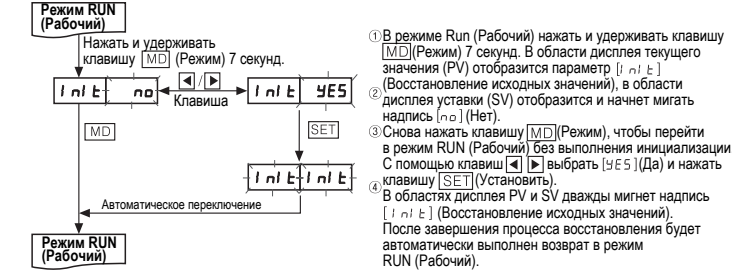 Режим RUN
(Рабочий)
Нажать и удерживать
клавишу MD (Режим) 7 секунд.
InIt no
◀/▶
Клавиша
InIt YES
MD
SET
InIt InIt
Автоматическое переключение
Режим RUN
(Рабочий)
①В режиме Run (Рабочий) нажать и удерживать клавишу
MD(Режим) 7 секунд. В области дисплея текущего
значения (PV) отобразится параметр [InIt]
②(Восстановление исходных значений), в области
дисплея уставки (SV) отобразится и начнет мигать
надпись [no] (Нет).
③Снова нажать клавишу MD(Режим), чтобы перейти
в режим RUN (Рабочий) без выполнения инициализации
С помощью клавиш ◀ ▶ выбрать [YES](Да) и нажать
④клавишу SET(Установить).
В областях дисплея PV и SV дважды мигнет надпись
[InIt] (Восстановление исходных значений).
После завершения процесса восстановления будет
автоматически выполнен возврат в режим
RUN (Рабочий).